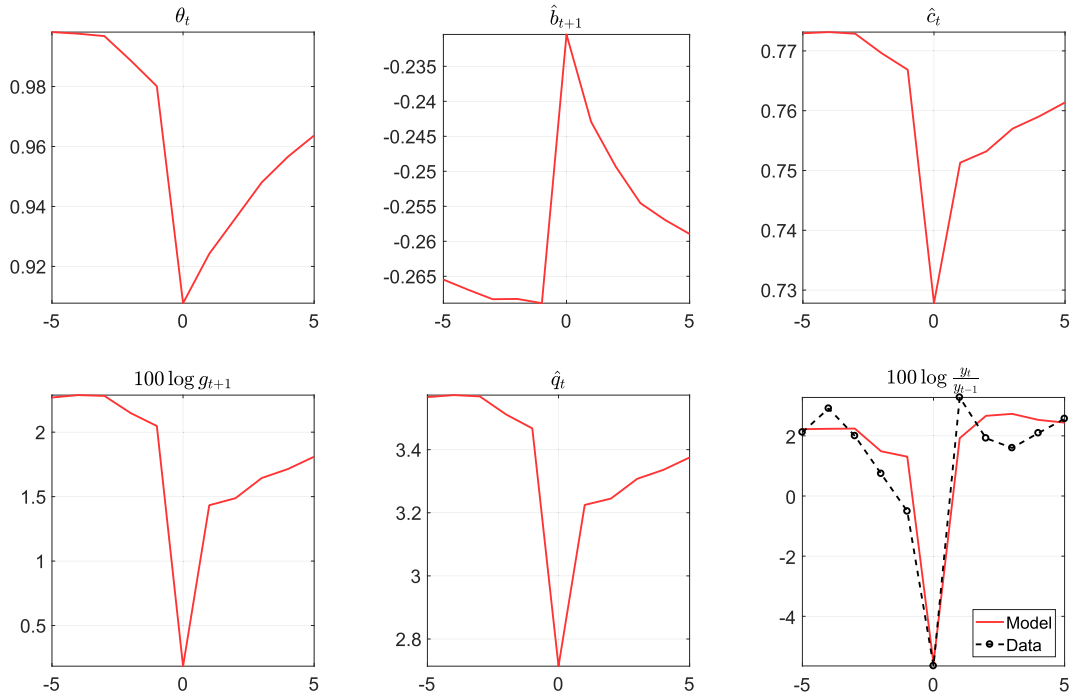 θ_t
0.98
0.96
0.94
0.92
-5 0 5
b̂_{t+1}
-0.235
-0.24
-0.245
-0.25
-0.255
-0.26
-0.265
-5 0 5
ĉ_t
0.77
0.76
0.75
0.74
0.73
-5 0 5
100 log g_{t+1}
2
1.5
1
0.5
-5 0 5
q̂_t
3.4
3.2
3
2.8
-5 0 5
100 log y_t/y_{t-1}
2
0
-2
-4
Model
Data
-5 0 5